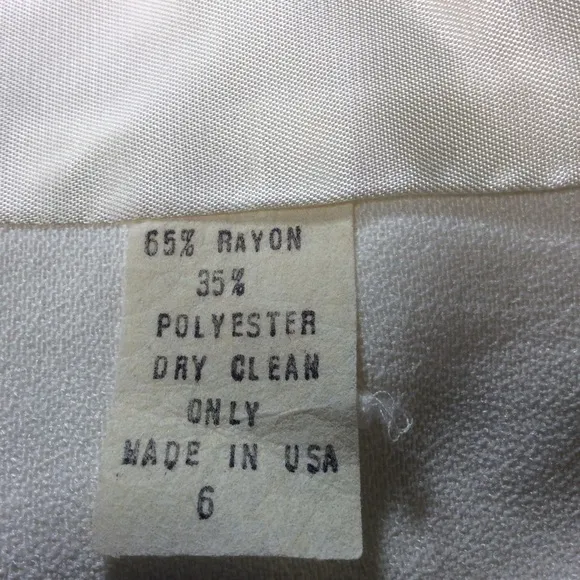 65% RAYON
35%
POLYESTER
DRY CLEAN
ONLY
MADE IN USA
6